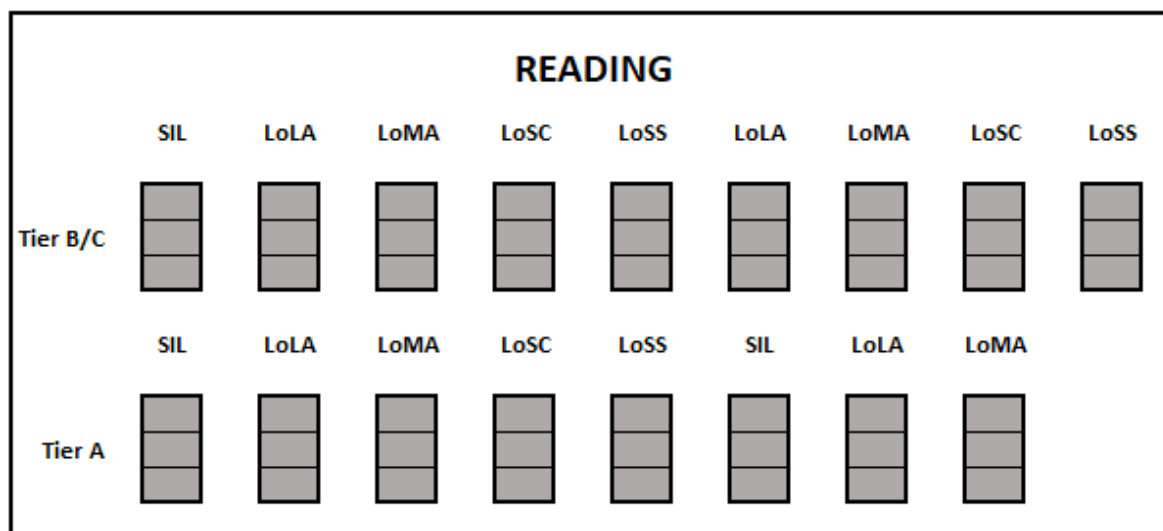 READING
SIL LoLA LoMA LoSC LoSS LoLA LoMA LoSC LoSS
Tier B/C
SIL LoLA LoMA LoSC LoSS SIL LoLA LoMA
Tier A